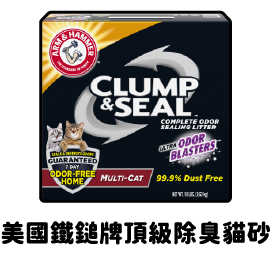 ARM & HAMMER
CLUMP
& SEAL
COMPLETE ODOR
SEALING LITTER
ULTRA
ODOR
BLASTERS
GUARANTEED
7 DAY
ODOR-FREE
HOME
MULTI-CAT
99.9% Dust Free
美國鐵鎚牌頂級除臭貓砂